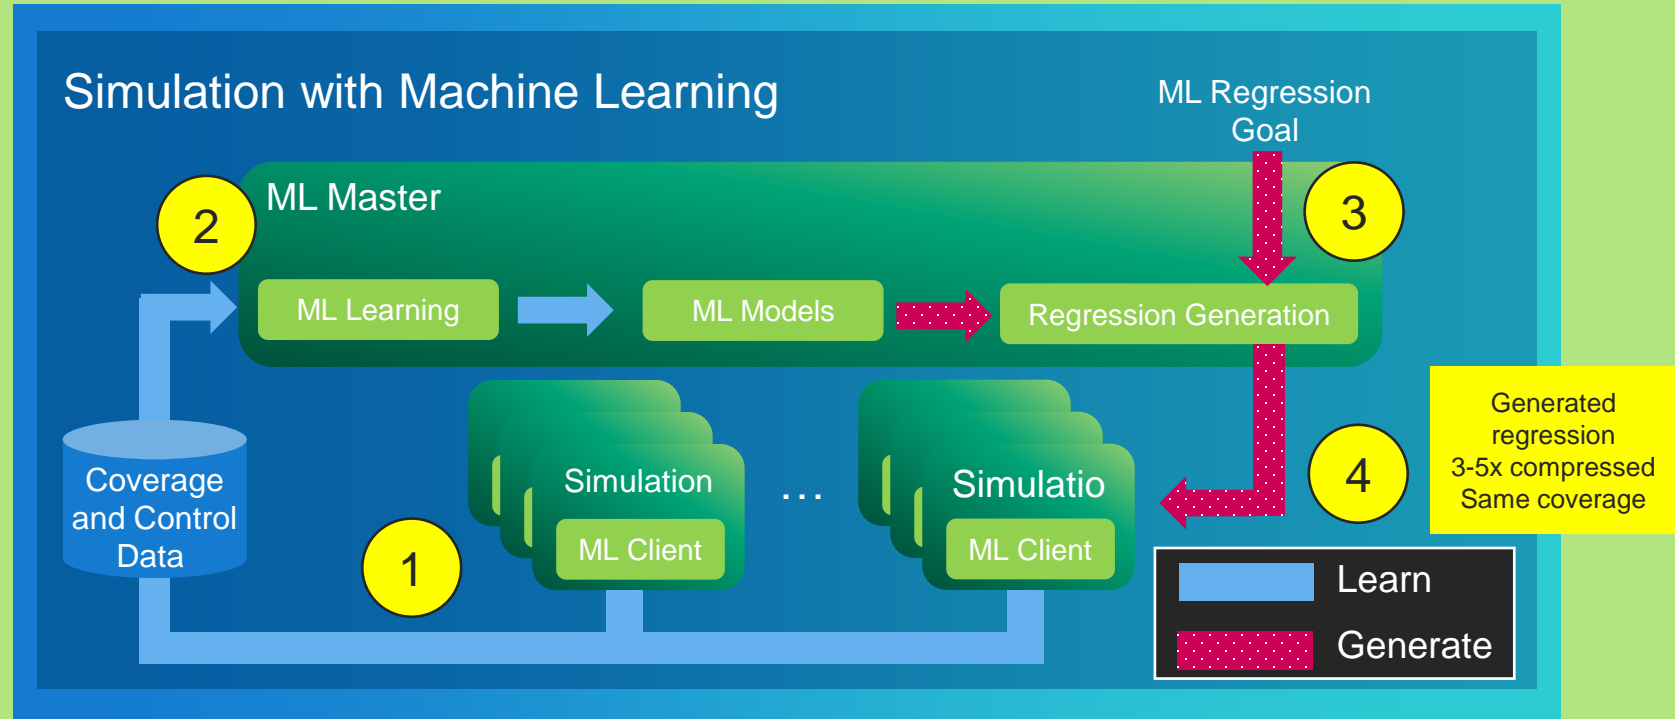 Simulation with Machine Learning
ML Regression
Goal
2
ML Master
3
ML Learning
ML Models
Regression Generation
Coverage
and Control
Data
1
Simulation
ML Client
...
Simulatio
ML Client
4
Generated
regression
3-5x compressed
Same coverage
Learn
Generate